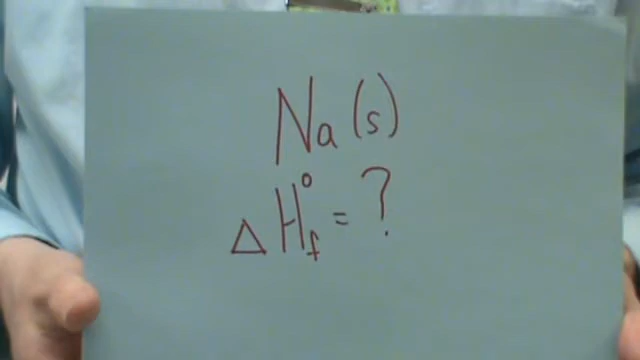 Na (s)
ΔH°f = ?